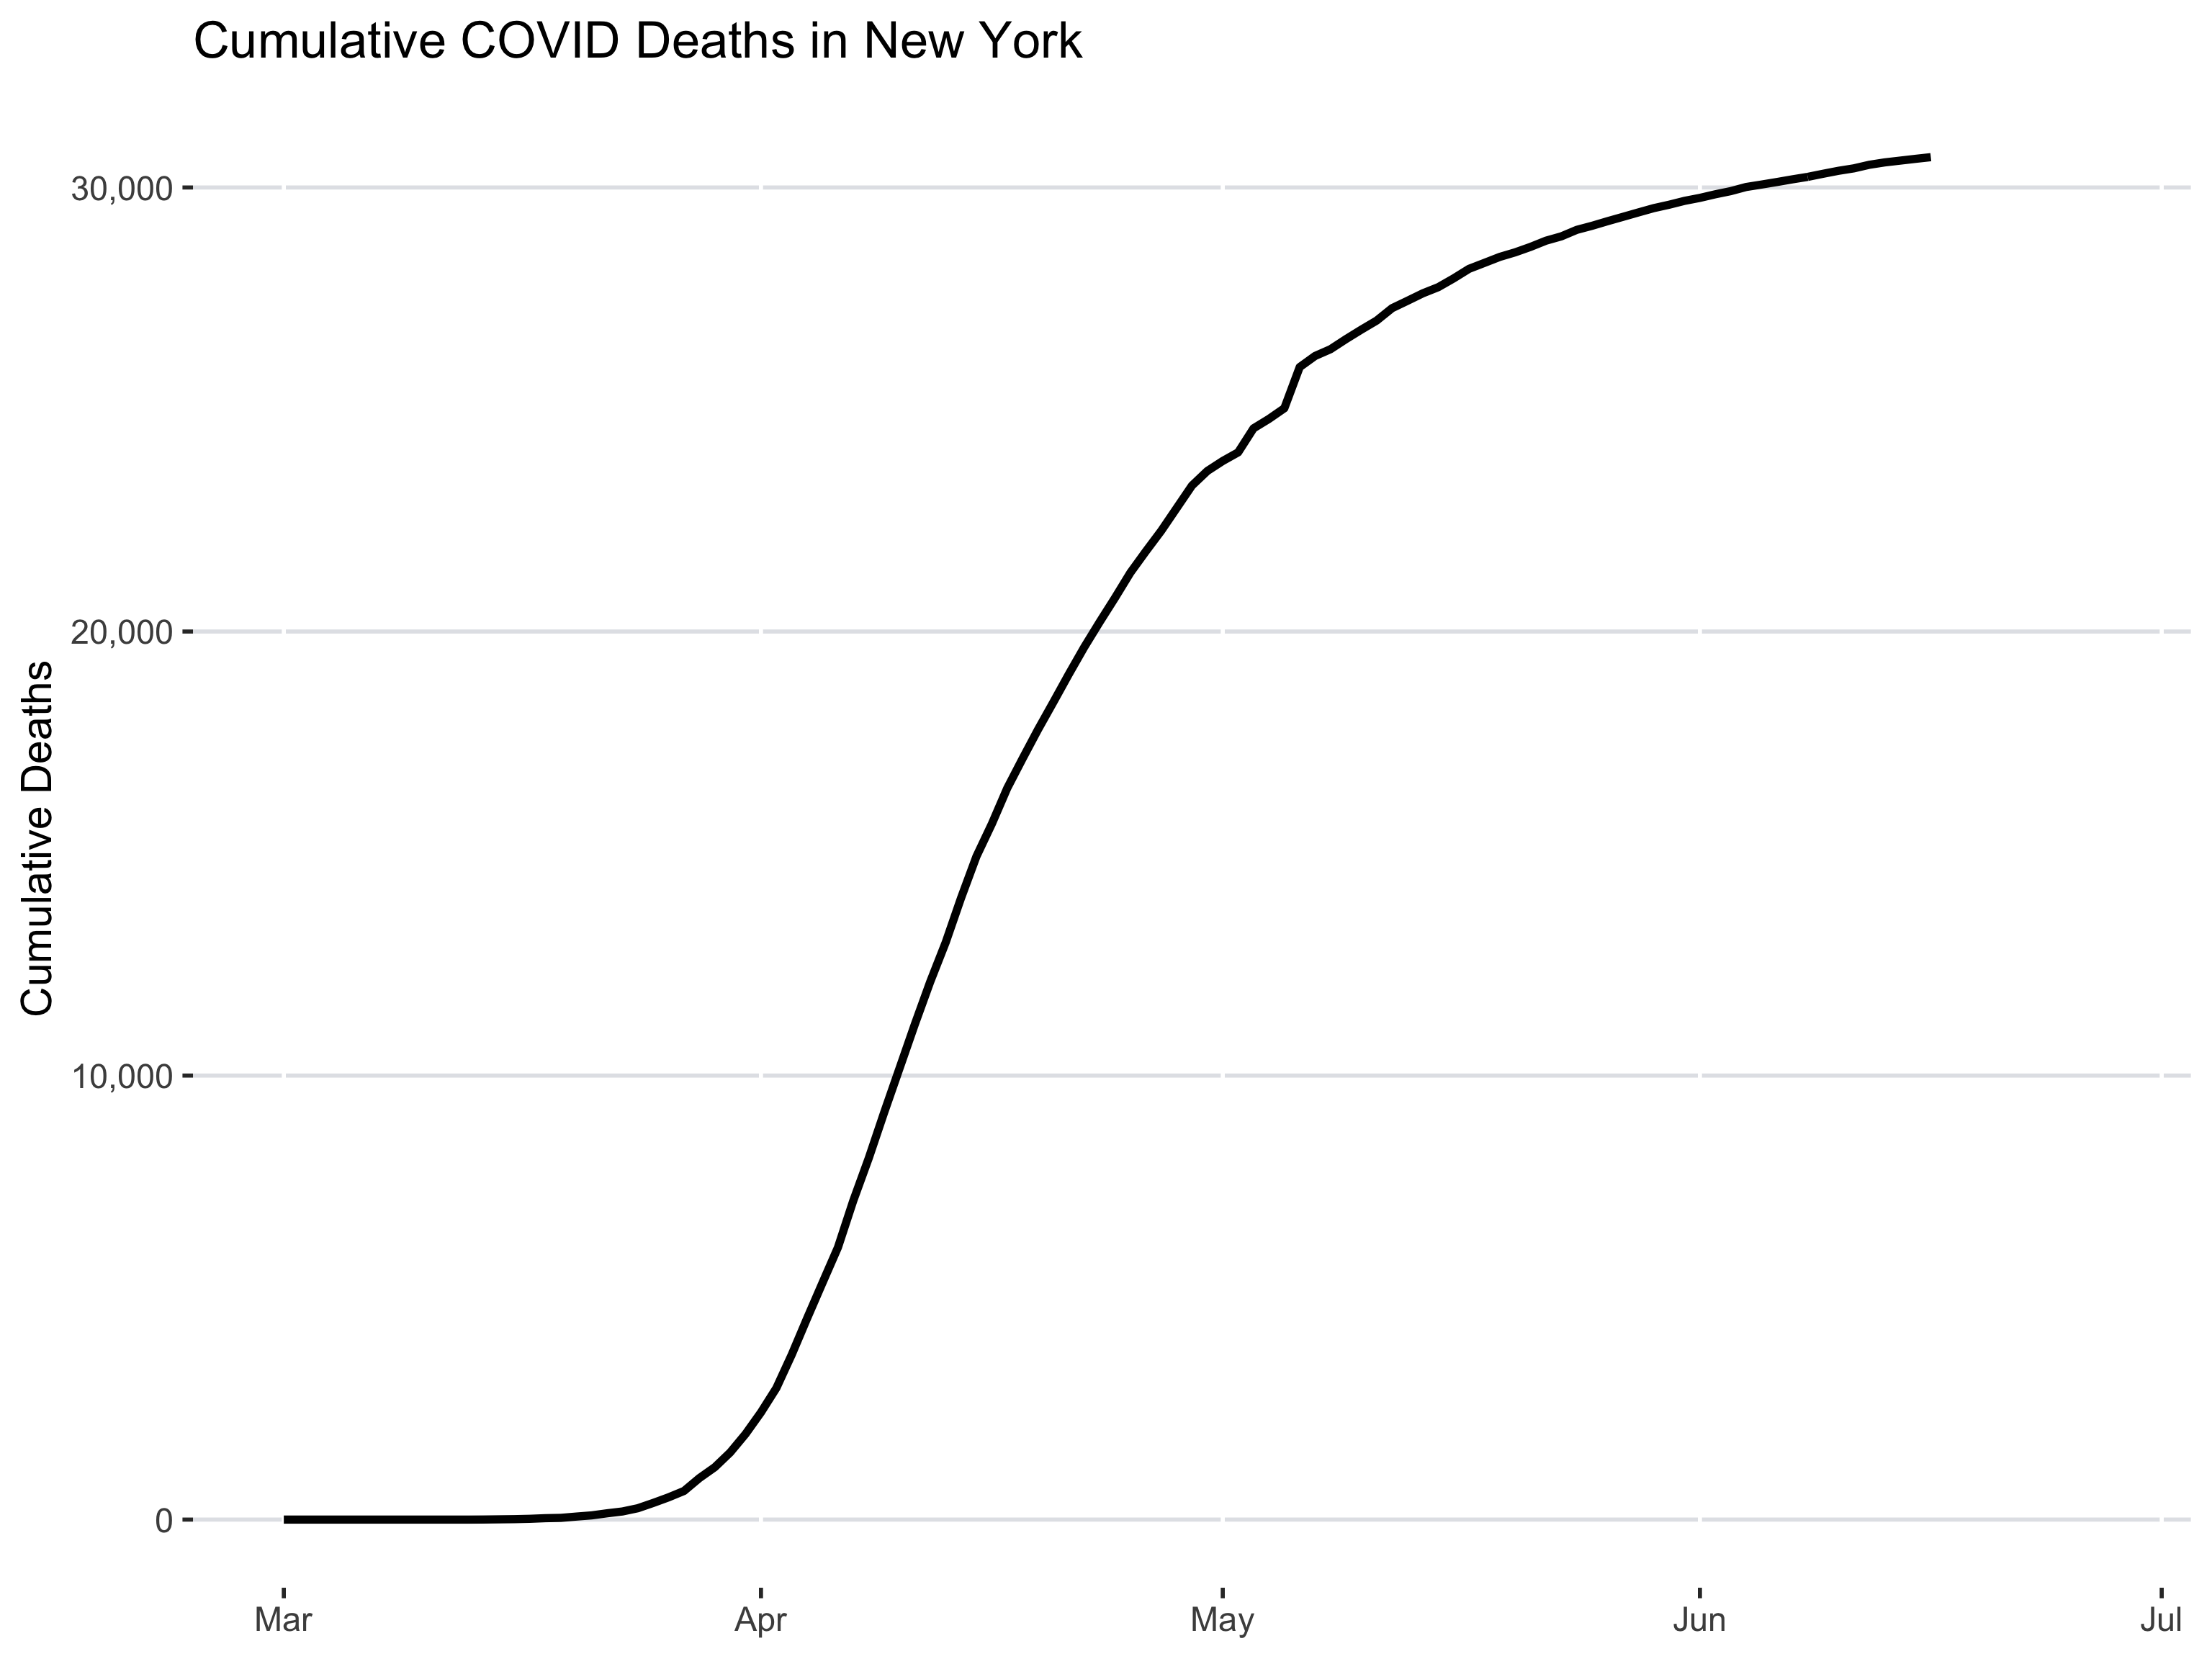 Cumulative COVID Deaths in New York
30,000
20,000
Cumulative Deaths
10,000
0
Mar Apr May Jun Jul